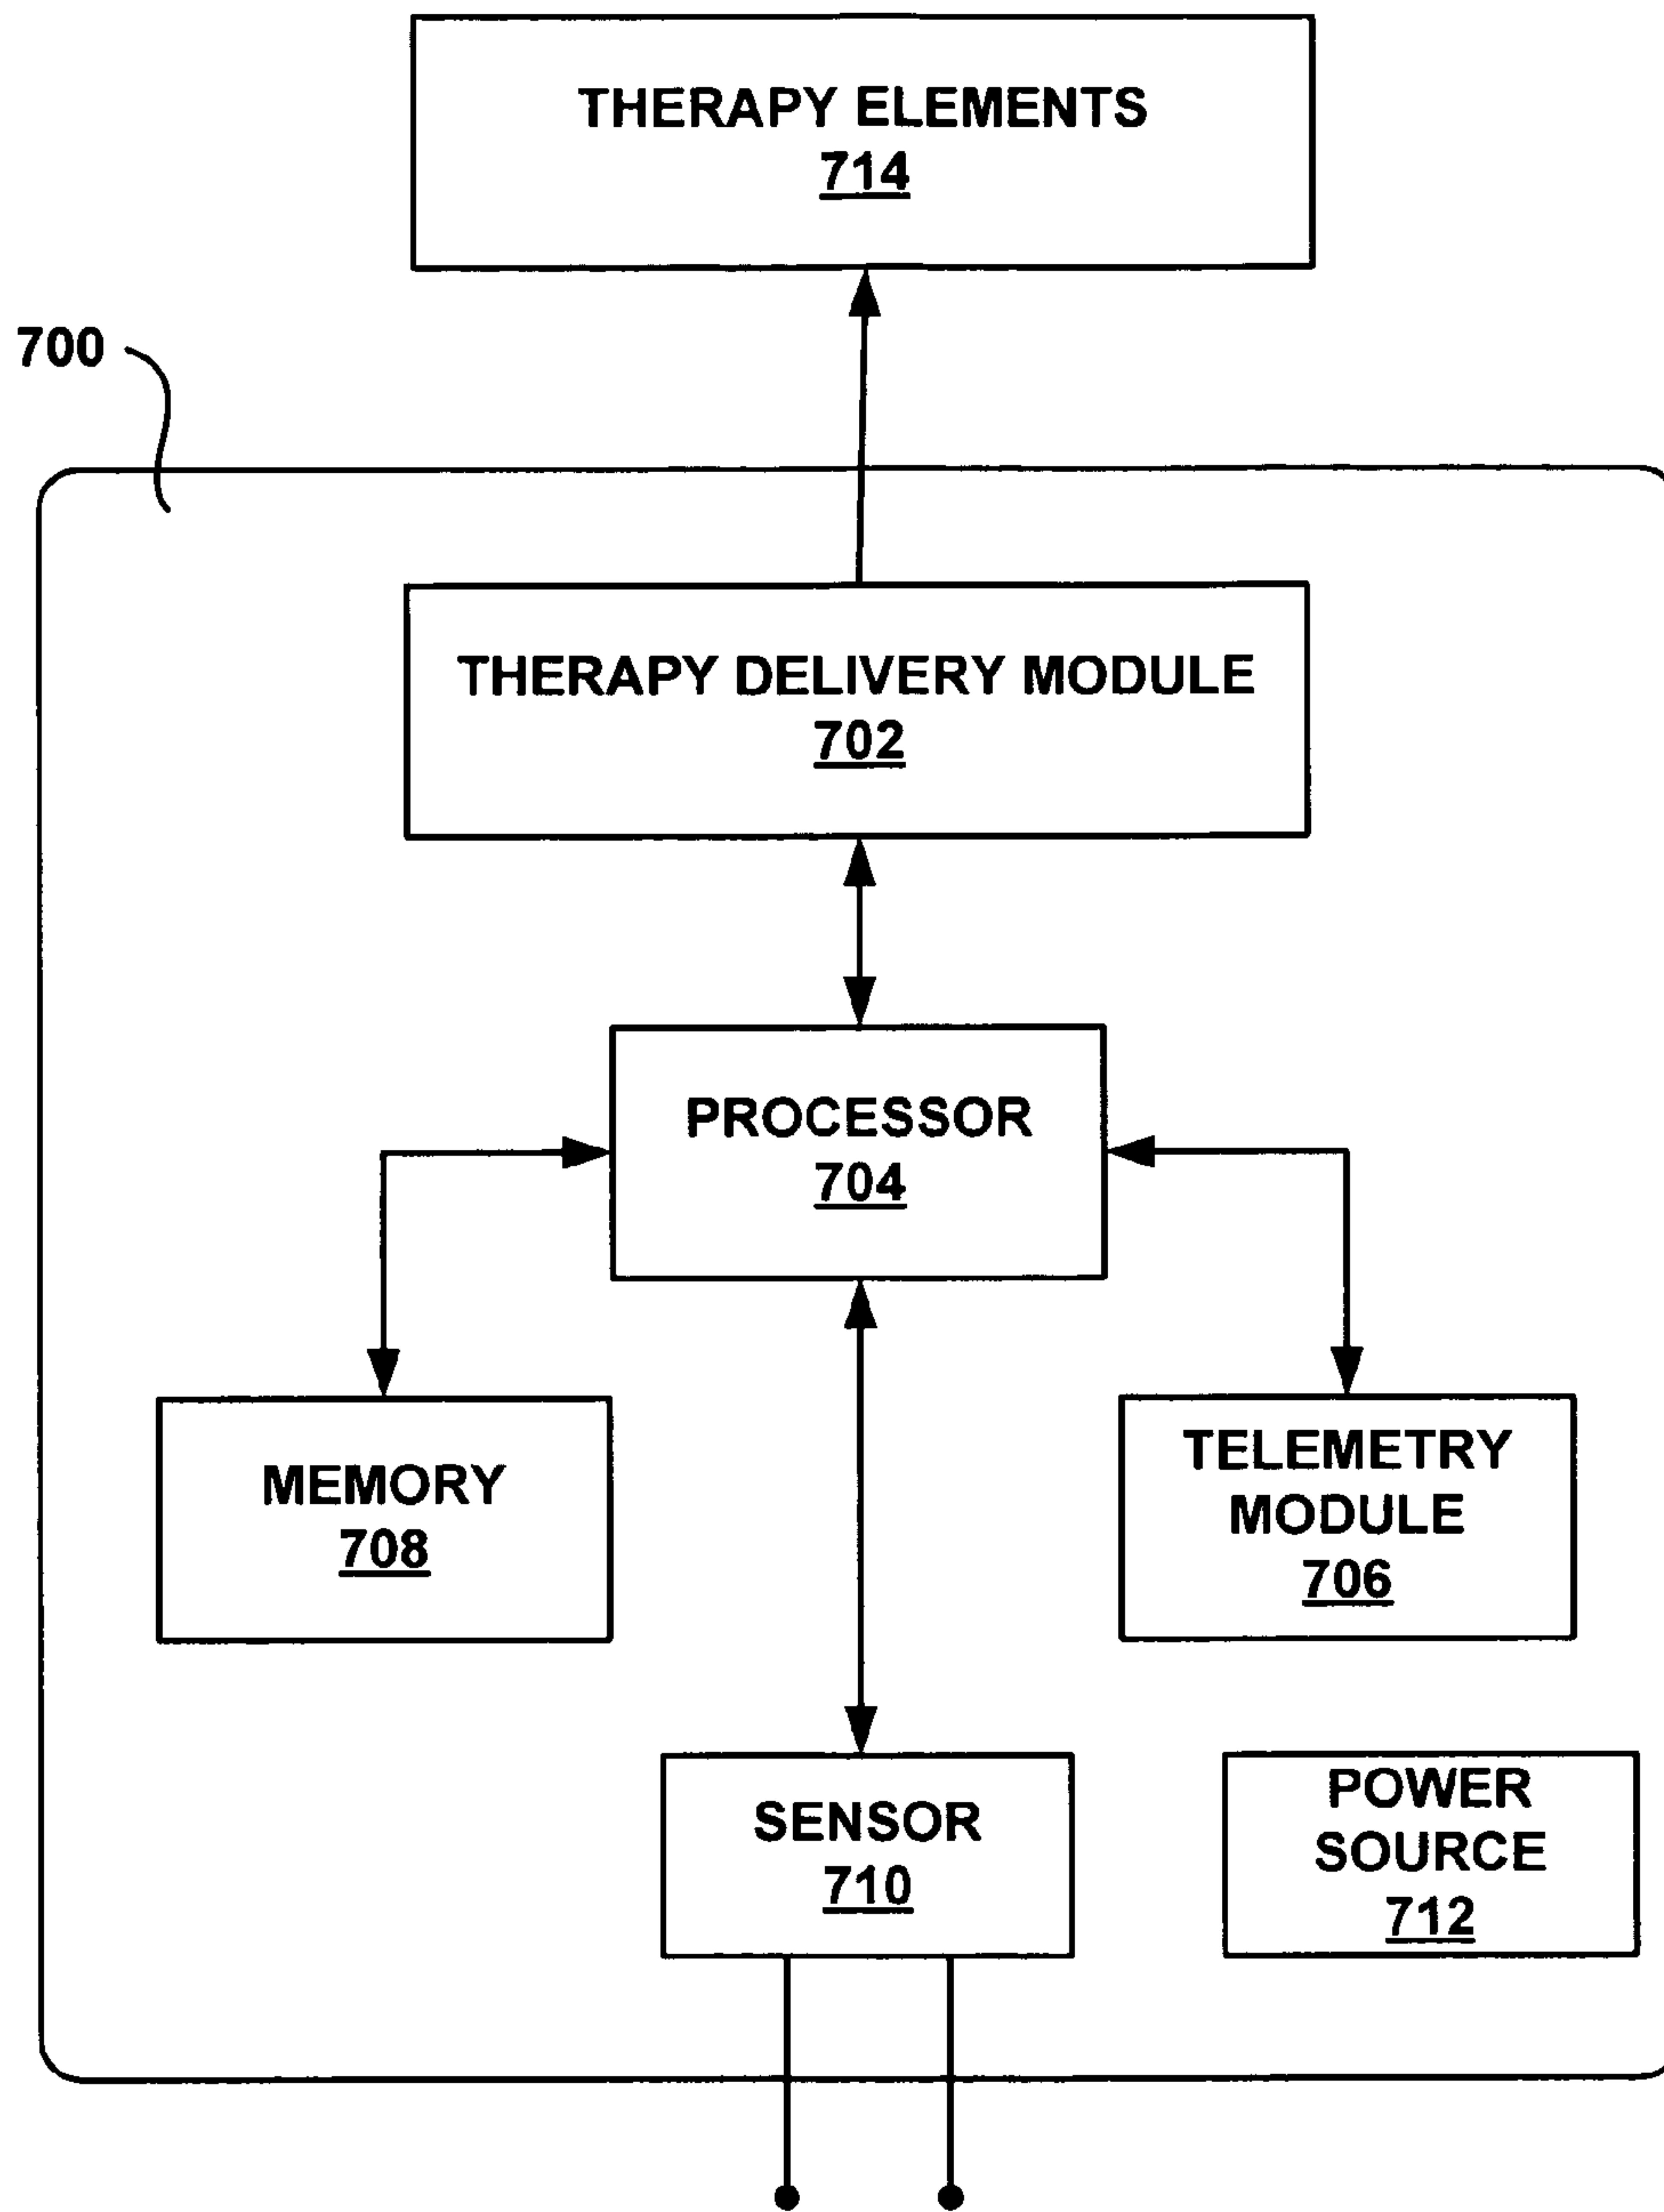 THERAPY ELEMENTS
714
700
THERAPY DELIVERY MODULE
702
PROCESSOR
704
MEMORY
708
TELEMETRY
MODULE
706
SENSOR
710
POWER
SOURCE
712